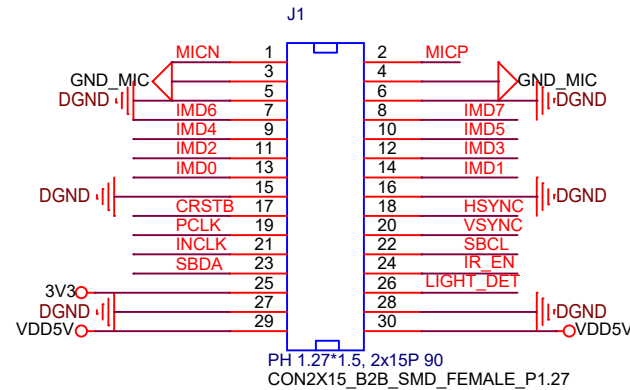 J1
MICN 1 2 MICP
GND_MIC 3 4 GND_MIC
DGND 5 6 DGND
IMD6 7 8 IMD7
IMD4 9 10 IMD5
IMD2 11 12 IMD3
IMD0 13 14 IMD1
DGND 15 16 DGND
CRSTB 17 18 HSYNC
PCLK 19 20 VSYNC
INCLK 21 22 SBCL
SBDA 23 24 IR_EN
3V3 25 26 LIGHT_DET
DGND 27 28 DGND
VDD5V 29 30 VDD5V
PH 1.27*1.5, 2x15P 90
CON2X15_B2B_SMD_FEMALE_P1.27